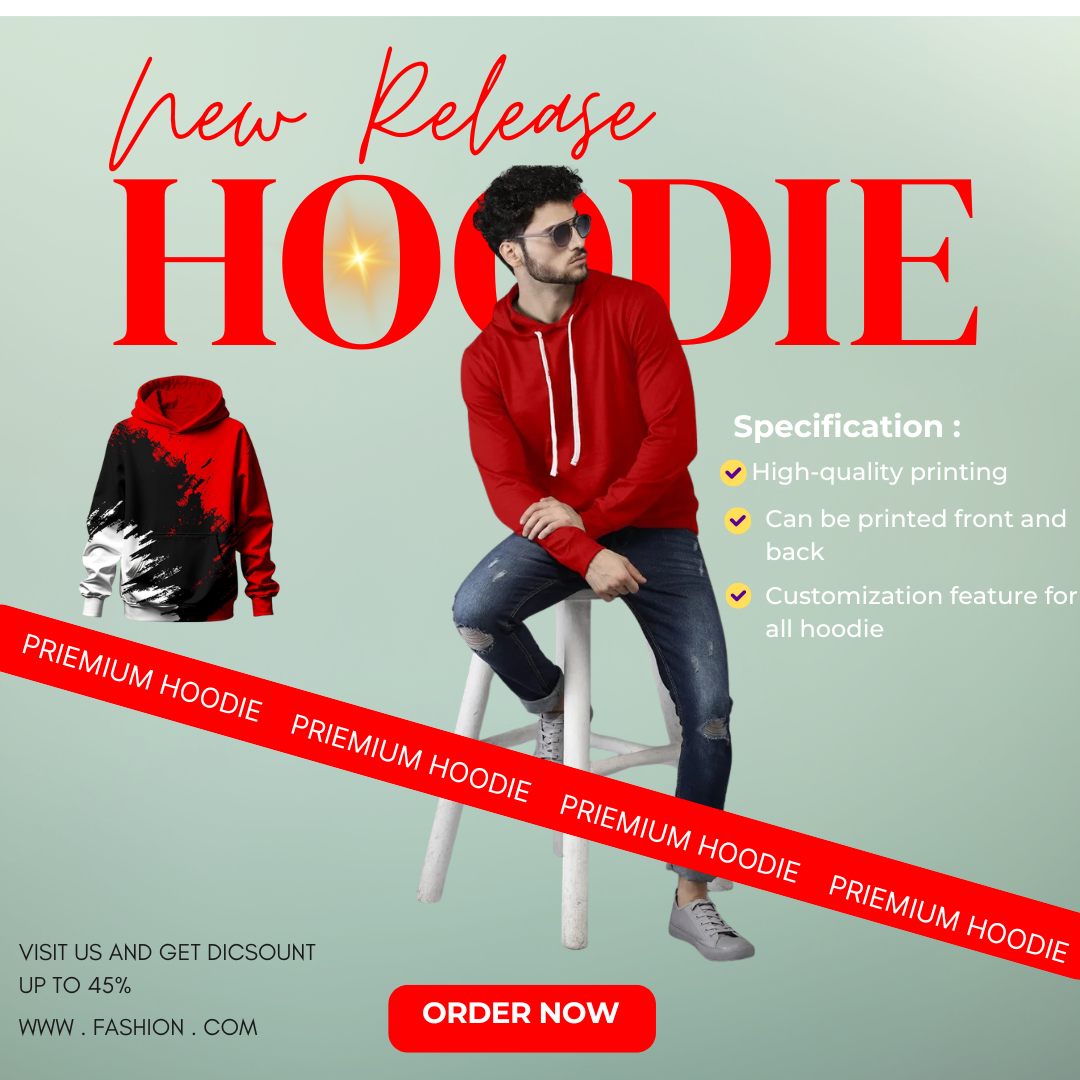 New Release
HOODIE
Specification :
High-quality printing
Can be printed front and
back
Customization feature for
all hoodie
PRIEMIUM HOODIE PRIEMIUM HOODIE PRIEMIUM HOODIE PRIEMIUM HOODIE
VISIT US AND GET DICSOUNT
UP TO 45%
WWW . FASHION . COM
ORDER NOW